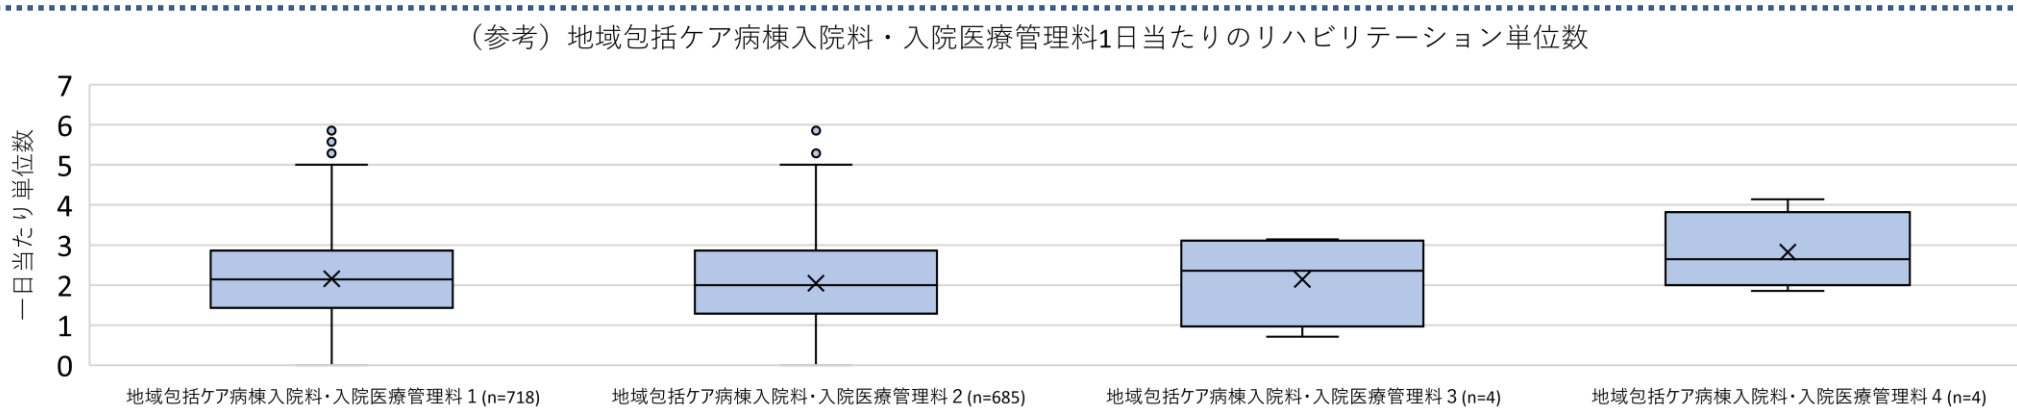 （参考）地域包括ケア病棟入院料・入院医療管理料1日当たりのリハビリテーション単位数
一日当たり単位数
7
6
5
4
3
2
1
0
地域包括ケア病棟入院料・入院医療管理料１(n=718)
地域包括ケア病棟入院料・入院医療管理料２(n=685)
地域包括ケア病棟入院料・入院医療管理料３(n=4)
地域包括ケア病棟入院料・入院医療管理料４(n=4)